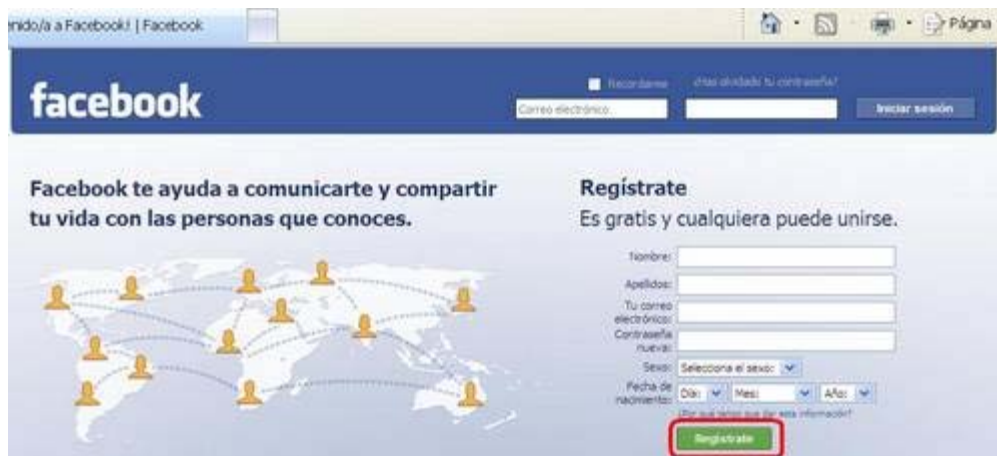 enido/a a Facebook! | Facebook
Página
facebook
Recordarme
¿Has olvidado tu contraseña?
Correo electrónico
Iniciar sesión
Facebook te ayuda a comunicarte y compartir
tu vida con las personas que conoces.
Regístrate
Es gratis y cualquiera puede unirse.
Nombre:
Apellidos:
Tu correo
electrónico:
Contraseña
nueva:
Sexo: Selecciona el sexo:
Fecha de
nacimiento:
Día: Mes: Año:
¿Por qué tengo que dar esta información?
Regístrate